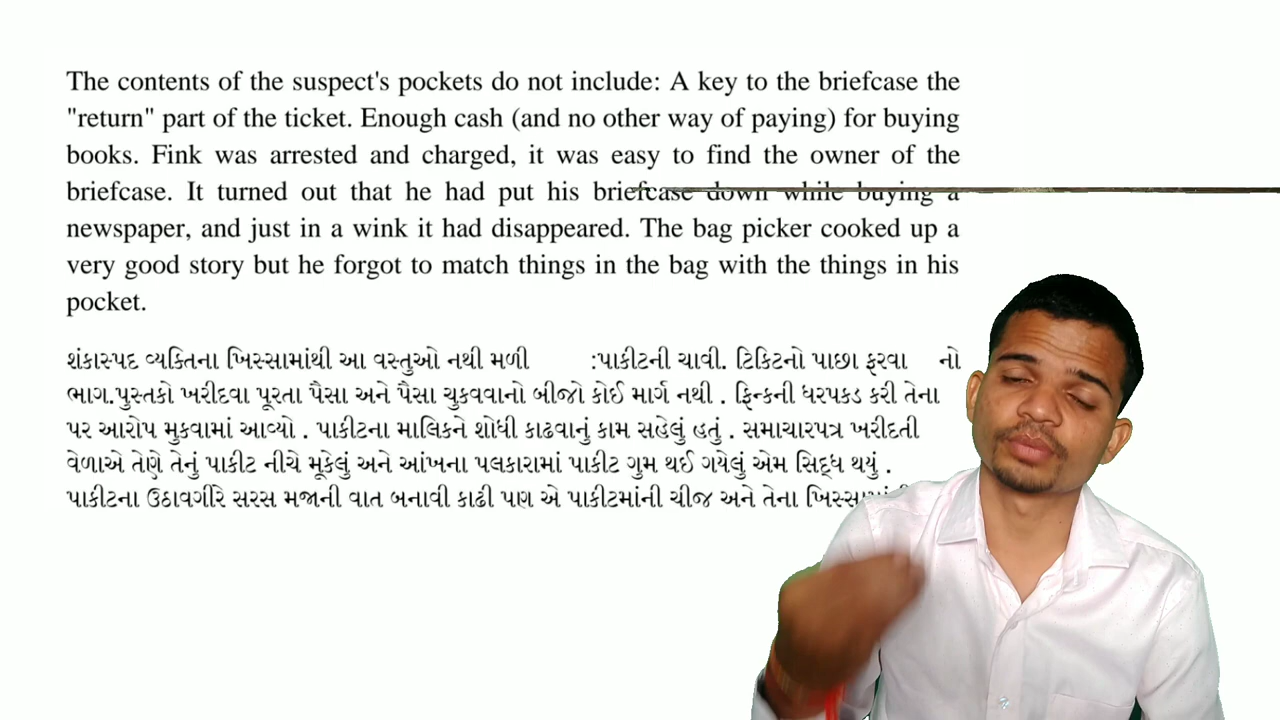 The contents of the suspect's pockets do not include: A key to the briefcase the
"return" part of the ticket. Enough cash (and no other way of paying) for buying
books. Fink was arrested and charged, it was easy to find the owner of the
briefcase. It turned out that he had put his briefcase down while buying a
newspaper, and just in a wink it had disappeared. The bag picker cooked up a
very good story but he forgot to match things in the bag with the things in his
pocket.
શંકાસ્પદ વ્યક્તિના ખિસ્સામાંથી આ વસ્તુઓ નથી મળી :પાકીટની ચાવી. ટિકિટનો પાછા ફરવા નો
ભાગ.પુસ્તકો ખરીદવા પૂરતા પૈસા અને પૈસા ચુકવવાનો બીજો કોઈ માર્ગ નથી . ફિન્કની ધરપકડ કરી તેના
પર આરોપ મુકવામાં આવ્યો . પાકીટના માલિકને શોધી કાઢવાનું કામ સહેલું હતું . સમાચારપત્ર ખરીદતી
વેળાએ તેણે તેનું પાકીટ નીચે મૂકેલું અને આંખના પલકારામાં પાકીટ ગુમ થઈ ગયેલું એમ સિદ્ધ થયું .
પાકીટના ઉઠાવગીરે સરસ મજાની વાત બનાવી કાઢી પણ એ પાકીટમાંની ચીજ અને તેના